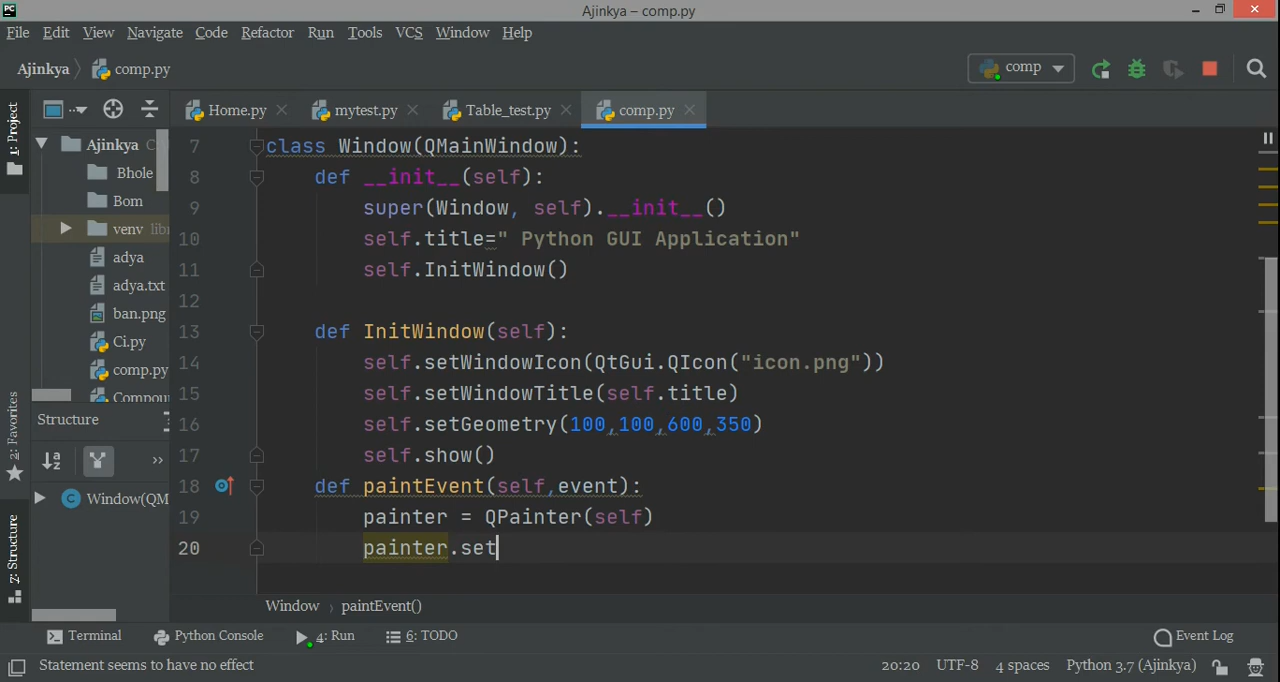 PC
Ajinkya – comp.py
File Edit View Navigate Code Refactor Run Tools VCS Window Help
Ajinkya comp.py
comp
Home.py mytest.py Table_test.py comp.py
1: Project
Ajinkya C
Bhole
Bom
venv lib
adya
adya.txt
ban.png
Ci.py
comp.py
Compou
2: Favorites
Structure
Window(QM
7: Structure
7 class Window(QMainWindow):
8 def __init__(self):
9 super(Window, self).__init__()
10 self.title=" Python GUI Application"
11 self.InitWindow()
12
13 def InitWindow(self):
14 self.setWindowIcon(QtGui.QIcon("icon.png"))
15 self.setWindowTitle(self.title)
16 self.setGeometry(100,100,600,350)
17 self.show()
18 def paintEvent(self,event):
19 painter = QPainter(self)
20 painter.set
Window paintEvent()
Terminal Python Console 4: Run 6: TODO Event Log
Statement seems to have no effect 20:20 UTF-8 4 spaces Python 3.7 (Ajinkya)